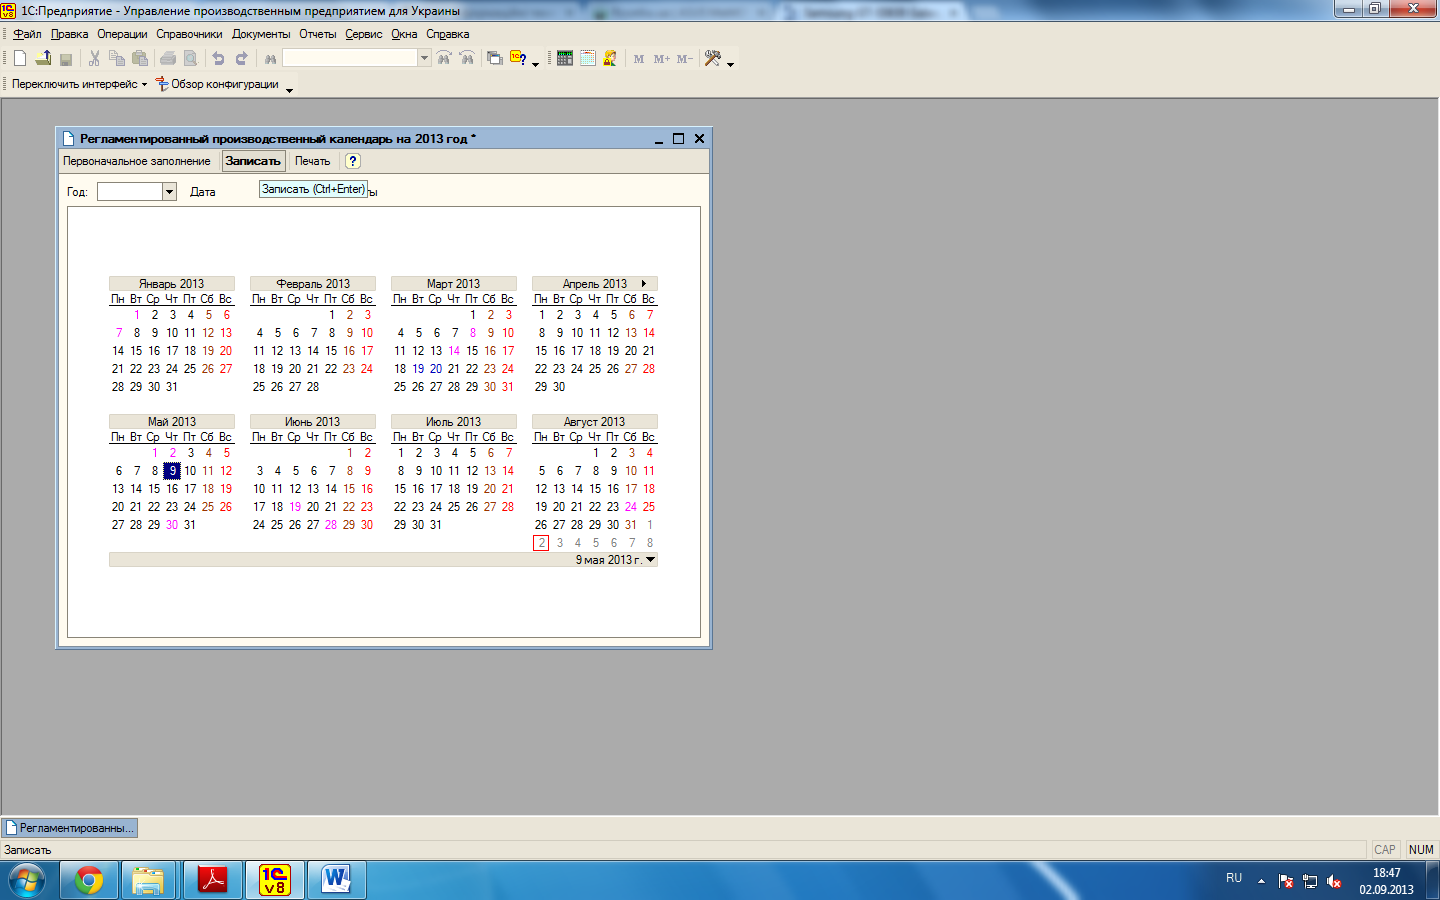 1С:Предприятие - Управление производственным предприятием для Украины
Файл Правка Операции Справочники Документы Отчеты Сервис Окна Справка
M M+ M-
Переключить интерфейс Обзор конфигурации
Регламентированный производственный календарь на 2013 год *
Первоначальное заполнение Записать Печать ?
Год: Дата Записать (Ctrl+Enter) ты
Январь 2013 Февраль 2013 Март 2013 Апрель 2013
Пн Вт Ср Чт Пт Сб Вс Пн Вт Ср Чт Пт Сб Вс Пн Вт Ср Чт Пт Сб Вс Пн Вт Ср Чт Пт Сб Вс
1 2 3 4 5 6 1 2 3 1 2 3 1 2 3 4 5 6 7
7 8 9 10 11 12 13 4 5 6 7 8 9 10 4 5 6 7 8 9 10 8 9 10 11 12 13 14
14 15 16 17 18 19 20 11 12 13 14 15 16 17 11 12 13 14 15 16 17 15 16 17 18 19 20 21
21 22 23 24 25 26 27 18 19 20 21 22 23 24 18 19 20 21 22 23 24 22 23 24 25 26 27 28
28 29 30 31 25 26 27 28 25 26 27 28 29 30 31 29 30
Май 2013 Июнь 2013 Июль 2013 Август 2013
Пн Вт Ср Чт Пт Сб Вс Пн Вт Ср Чт Пт Сб Вс Пн Вт Ср Чт Пт Сб Вс Пн Вт Ср Чт Пт Сб Вс
1 2 3 4 5 1 2 1 2 3 4 5 6 7 1 2 3 4
6 7 8 9 10 11 12 3 4 5 6 7 8 9 8 9 10 11 12 13 14 5 6 7 8 9 10 11
13 14 15 16 17 18 19 10 11 12 13 14 15 16 15 16 17 18 19 20 21 12 13 14 15 16 17 18
20 21 22 23 24 25 26 17 18 19 20 21 22 23 22 23 24 25 26 27 28 19 20 21 22 23 24 25
27 28 29 30 31 24 25 26 27 28 29 30 29 30 31 26 27 28 29 30 31 1
2 3 4 5 6 7 8
9 мая 2013 г.
Регламентированны...
Записать CAP NUM
1С v8 RU 18:47
02.09.2013